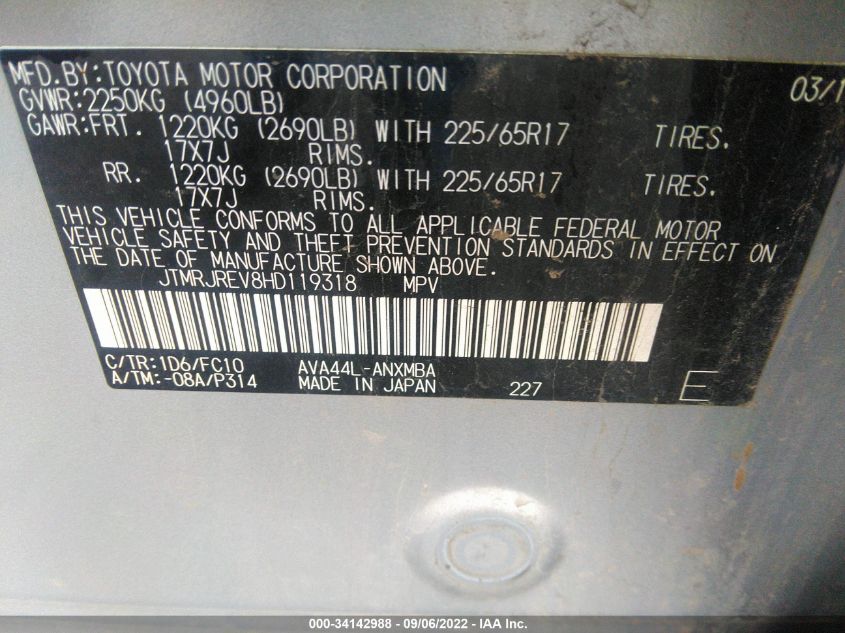 MFD.BY:TOYOTA MOTOR CORPORATION 03/1
GVWR:2250KG (4960LB)
GAWR:FRT. 1220KG (2690LB) WITH 225/65R17 TIRES.
17X7J RIMS.
RR. 1220KG (2690LB) WITH 225/65R17 TIRES.
17X7J RIMS.
THIS VEHICLE CONFORMS TO ALL APPLICABLE FEDERAL MOTOR
VEHICLE SAFETY AND THEFT PREVENTION STANDARDS IN EFFECT ON
THE DATE OF MANUFACTURE SHOWN ABOVE.
JTMRJREV8HD119318 MPV
C/TR:1D6/FC10 AVA44L-ANXMBA
A/TM:-08A/P314 MADE IN JAPAN 227 E
000-34142988 - 09/06/2022 - IAA Inc.